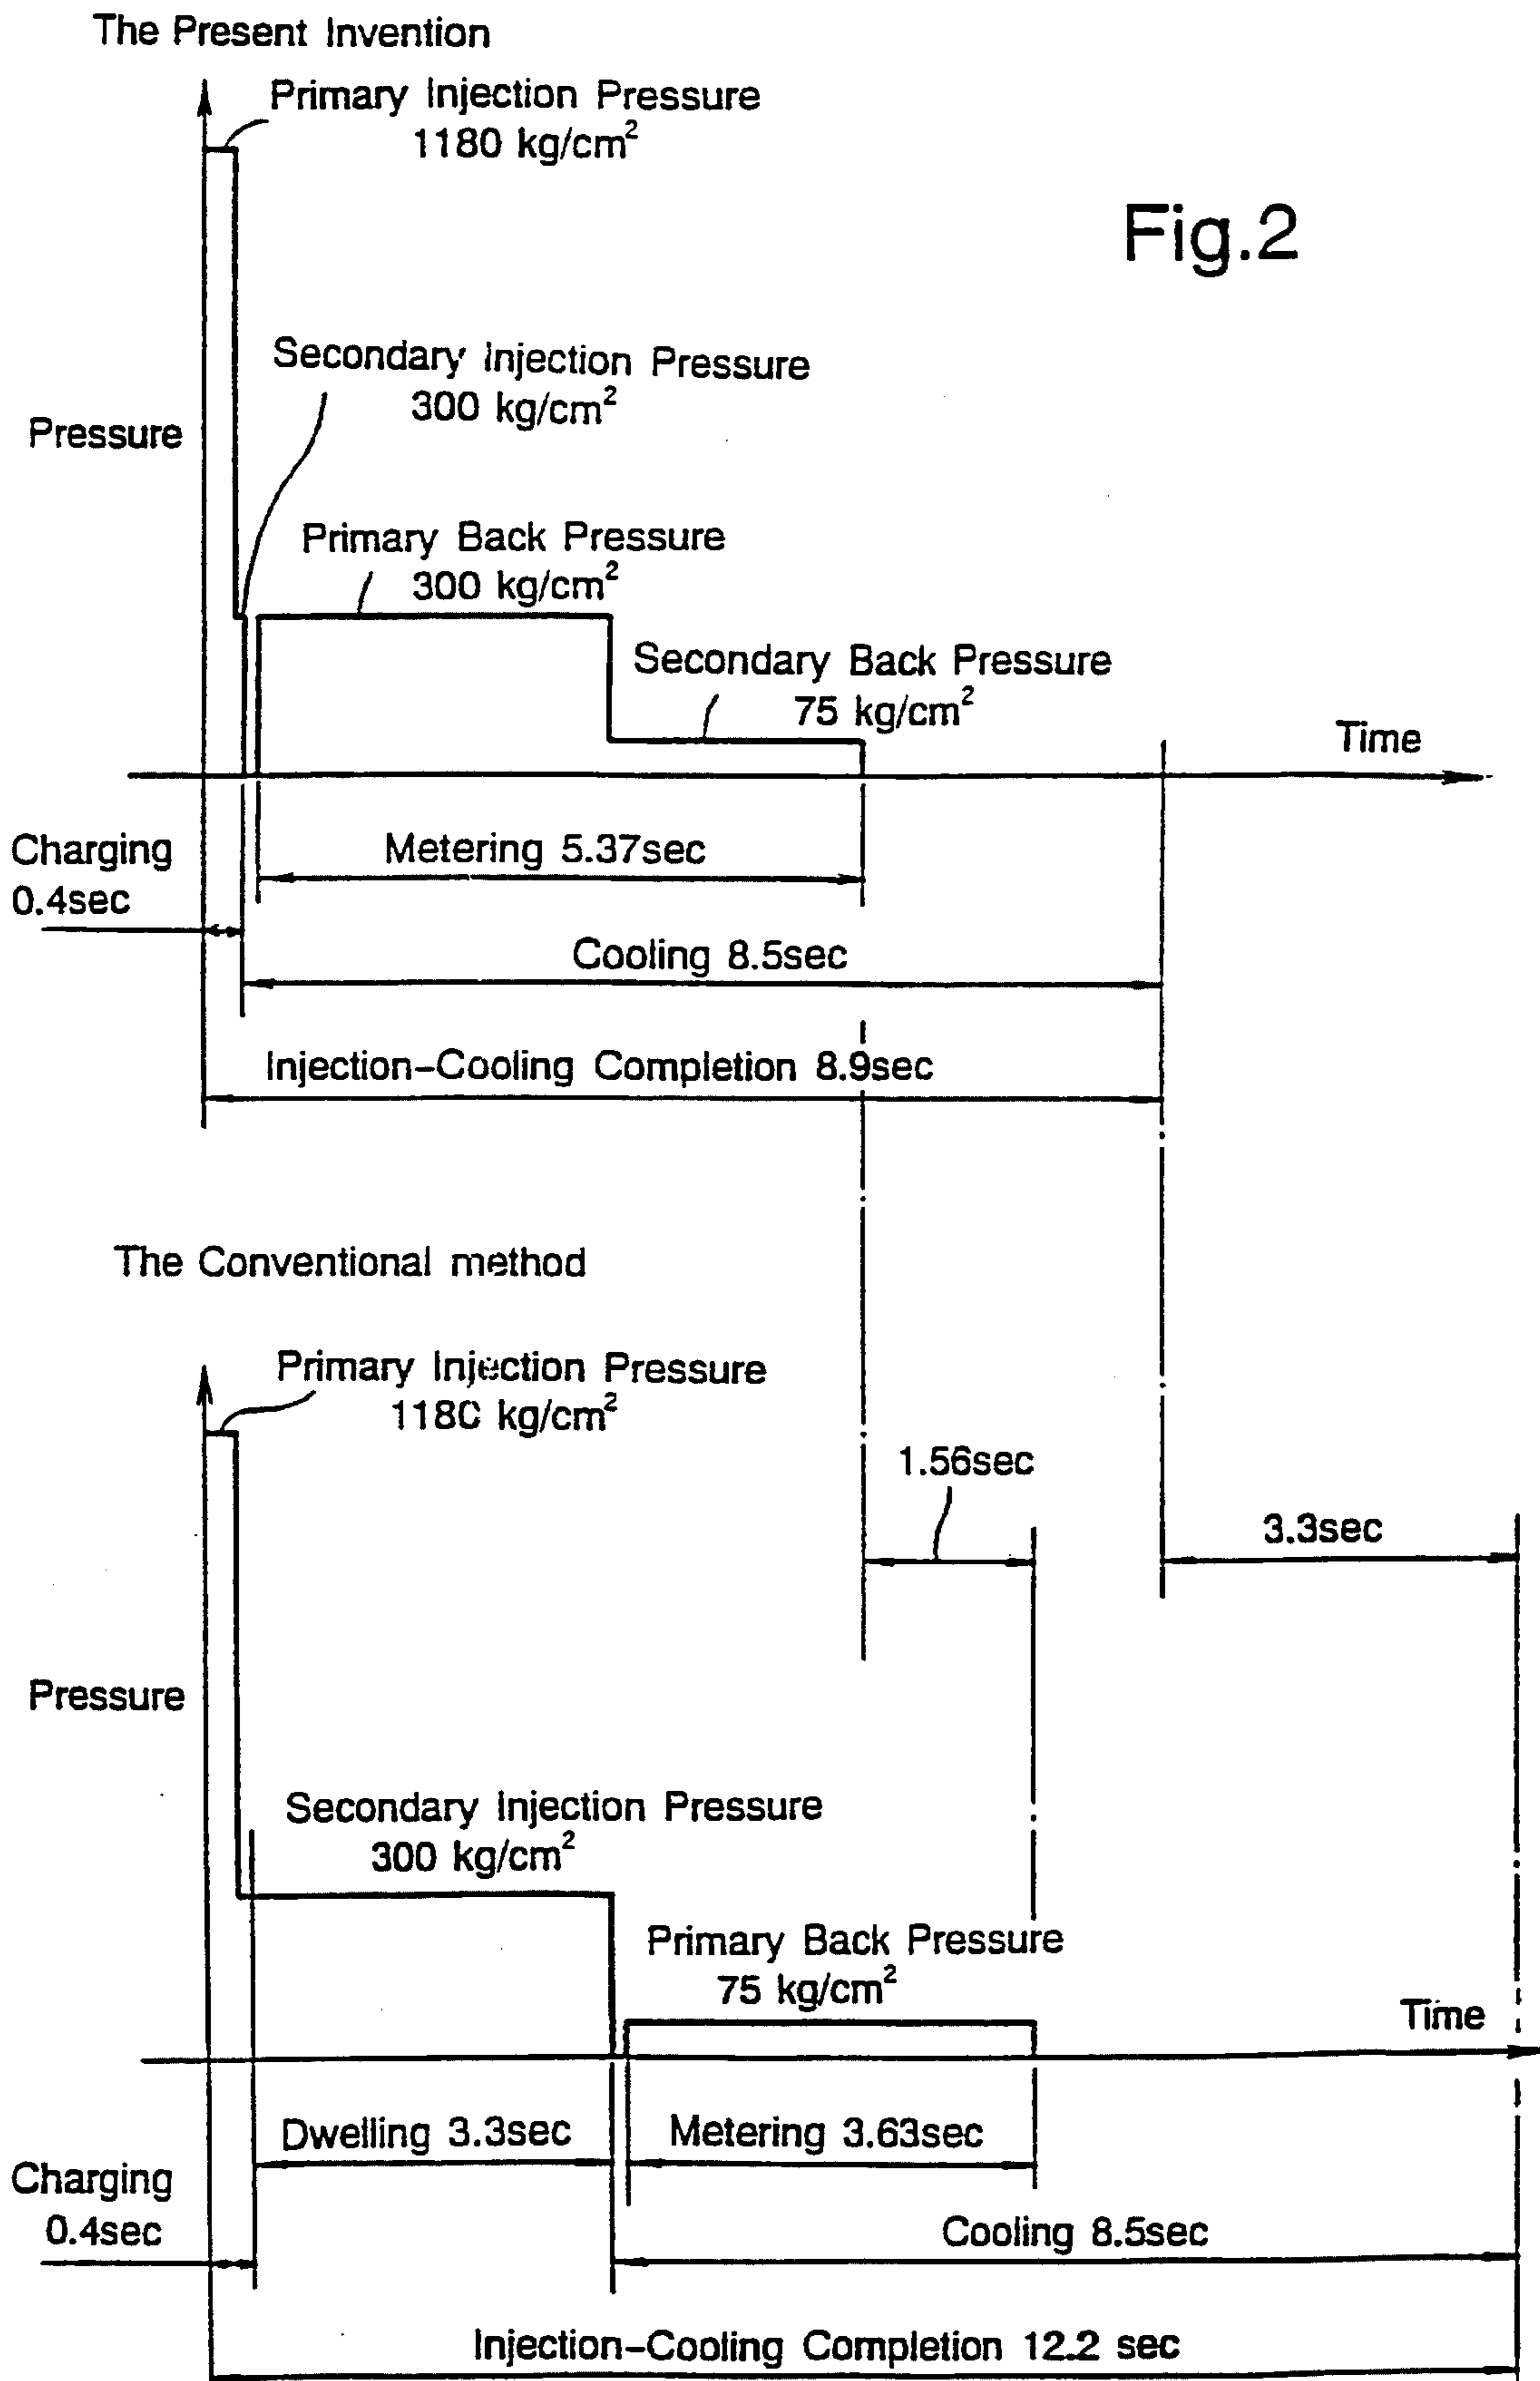 The Present Invention
Primary Injection Pressure
1180 kg/cm²
Fig.2
Secondary Injection Pressure
300 kg/cm²
Pressure
Primary Back Pressure
300 kg/cm²
Secondary Back Pressure
75 kg/cm²
Time
Charging
0.4sec
Metering 5.37sec
Cooling 8.5sec
Injection-Cooling Completion 8.9sec
The Conventional method
Primary Injection Pressure
118C kg/cm²
1.56sec
3.3sec
Pressure
Secondary Injection Pressure
300 kg/cm²
Primary Back Pressure
75 kg/cm²
Time
Dwelling 3.3sec
Metering 3.63sec
Charging
0.4sec
Cooling 8.5sec
Injection-Cooling Completion 12.2 sec